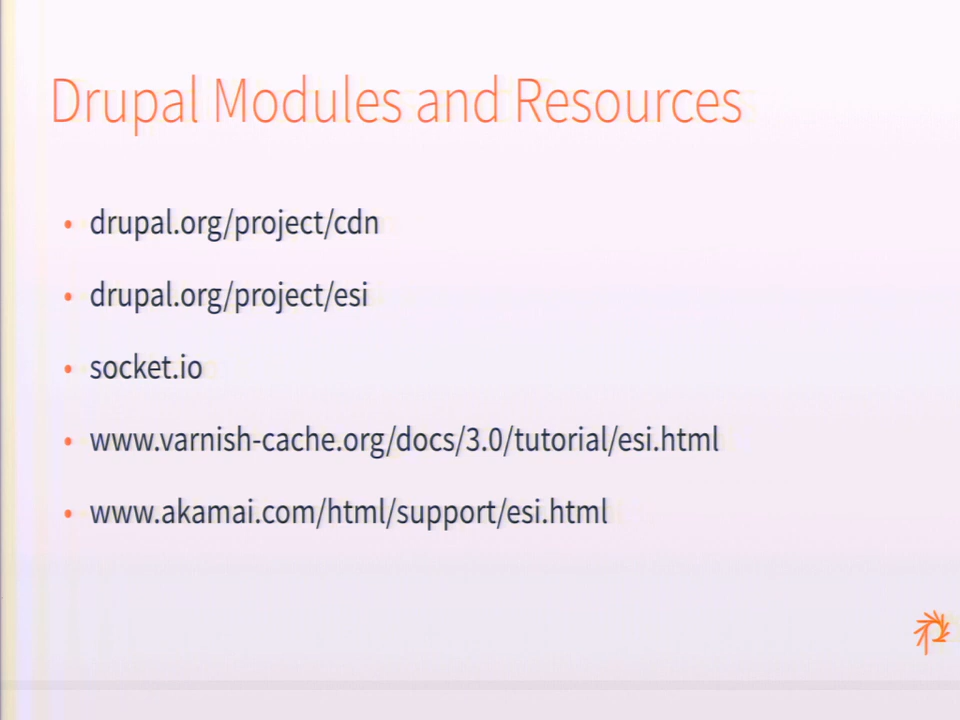 Drupal Modules and Resources
• drupal.org/project/cdn
• drupal.org/project/esi
• socket.io
• www.varnish-cache.org/docs/3.0/tutorial/esi.html
• www.akamai.com/html/support/esi.html